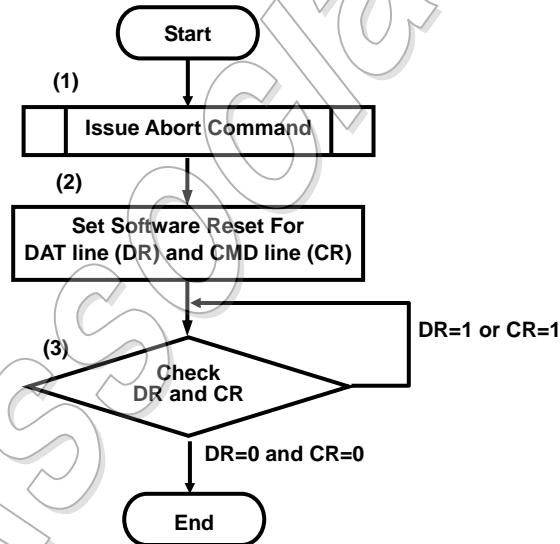 Start
(1)
Issue Abort Command
(2)
Set Software Reset For
DAT line (DR) and CMD line (CR)
DR=1 or CR=1
(3)
Check
DR and CR
DR=0 and CR=0
End